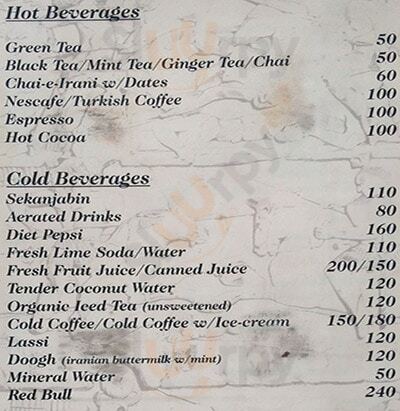 Hot Beverages
Green Tea 50
Black Tea/Mint Tea/Ginger Tea/Chai 50
Chai-e-Irani w/Dates 60
Nescafe/Turkish Coffee 100
Espresso 100
Hot Cocoa 100
Cold Beverages
Sekanjabin 110
Aerated Drinks 80
Diet Pepsi 160
Fresh Lime Soda/Water 110
Fresh Fruit Juice/Canned Juice 200/150
Tender Coconut Water 120
Organic Iced Tea (unsweetened) 120
Cold Coffee/Cold Coffee w/Ice-cream 150/180
Lassi 120
Doogh (iranian buttermilk w/mint) 120
Mineral Water 50
Red Bull 240